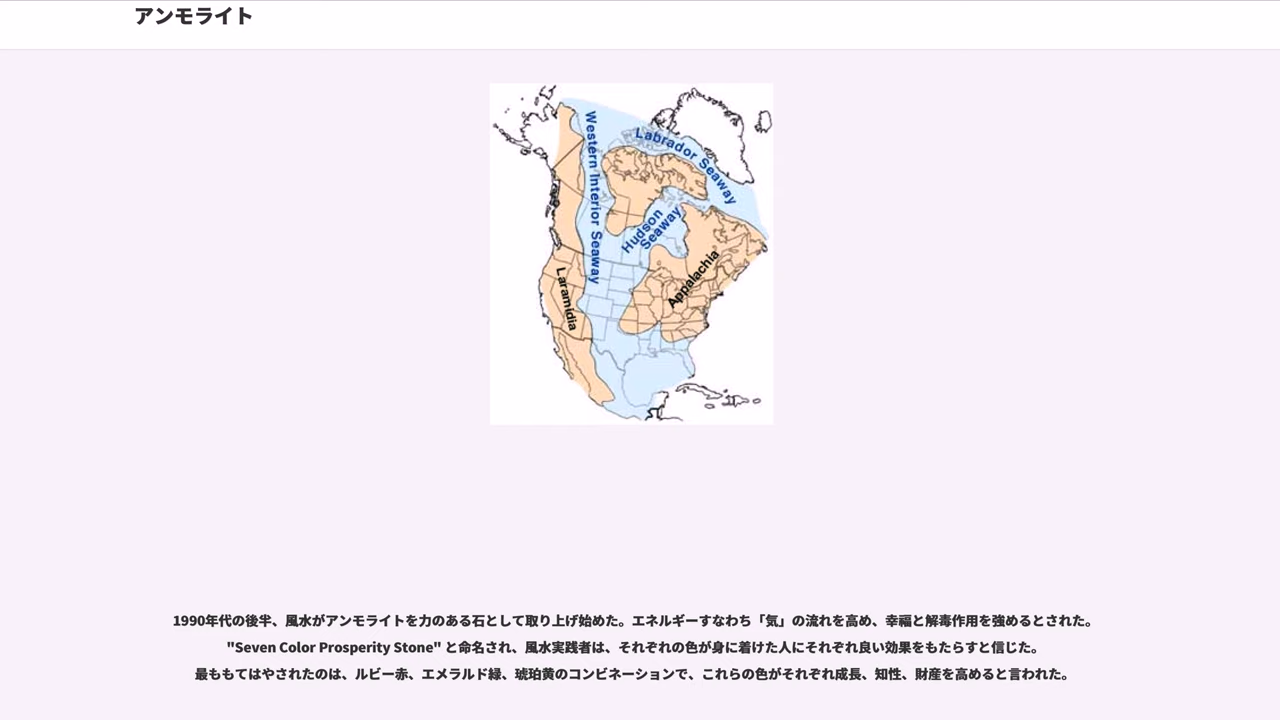 アンモライト
Western Interior Seaway
Labrador Seaway
Hudson
Seaway
Laramidia
Appalachia
1990年代の後半、風水がアンモライトを力のある石として取り上げ始めた。エネルギーすなわち「気」の流れを高め、幸福と解毒作用を強めるとされた。
"Seven Color Prosperity Stone" と命名され、風水実践者は、それぞれの色が身に着けた人にそれぞれ良い効果をもたらすと信じた。
最ももてはやされたのは、ルビー赤、エメラルド緑、琥珀黄のコンビネーションで、これらの色がそれぞれ成長、知性、財産を高めると言われた。